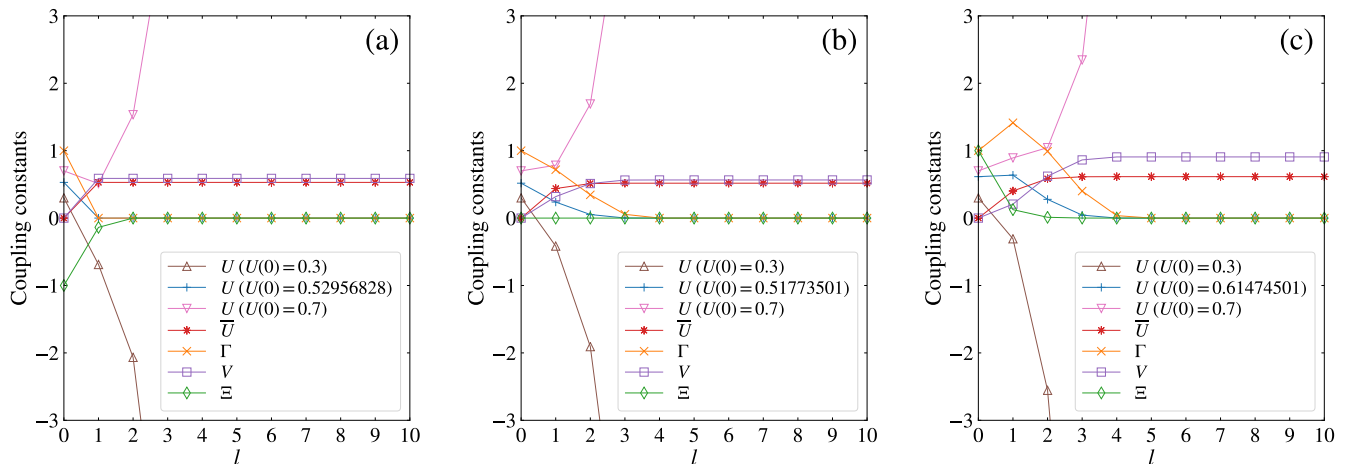 (a)
Coupling constants
3
2
1
0
−1
−2
−3
U (U(0) = 0.3)
U (U(0) = 0.52956828)
U (U(0) = 0.7)
U̅
Γ
V
Ξ
0 1 2 3 4 5 6 7 8 9 10
l
(b)
Coupling constants
3
2
1
0
−1
−2
−3
U (U(0) = 0.3)
U (U(0) = 0.51773501)
U (U(0) = 0.7)
U̅
Γ
V
Ξ
0 1 2 3 4 5 6 7 8 9 10
l
(c)
Coupling constants
3
2
1
0
−1
−2
−3
U (U(0) = 0.3)
U (U(0) = 0.61474501)
U (U(0) = 0.7)
U̅
Γ
V
Ξ
0 1 2 3 4 5 6 7 8 9 10
l